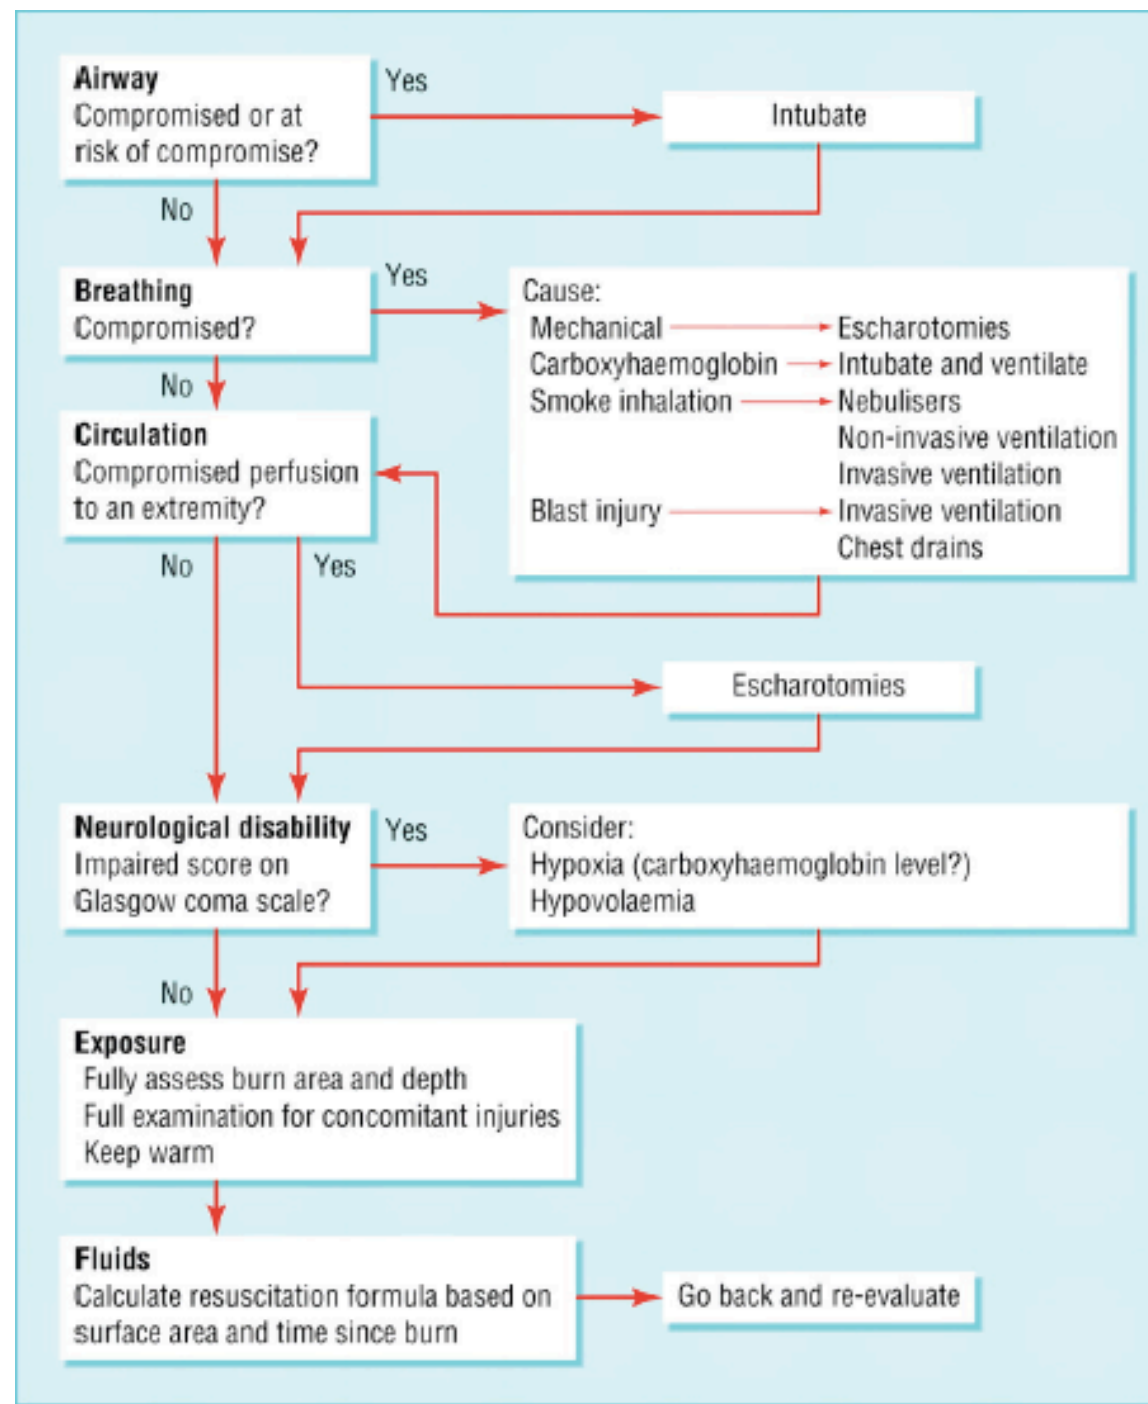 Airway
Compromised or at
risk of compromise?
Yes
Intubate
No
Breathing
Compromised?
Yes
Cause:
Mechanical
Escharotomies
Carboxyhaemoglobin
Intubate and ventilate
Smoke inhalation
Nebulisers
Non-invasive ventilation
Invasive ventilation
Blast injury
Invasive ventilation
Chest drains
No
Circulation
Compromised perfusion
to an extremity?
No
Yes
Escharotomies
Neurological disability
Impaired score on
Glasgow coma scale?
Yes
Consider:
Hypoxia (carboxyhaemoglobin level?)
Hypovolaemia
No
Exposure
Fully assess burn area and depth
Full examination for concomitant injuries
Keep warm
Fluids
Calculate resuscitation formula based on
surface area and time since burn
Go back and re-evaluate